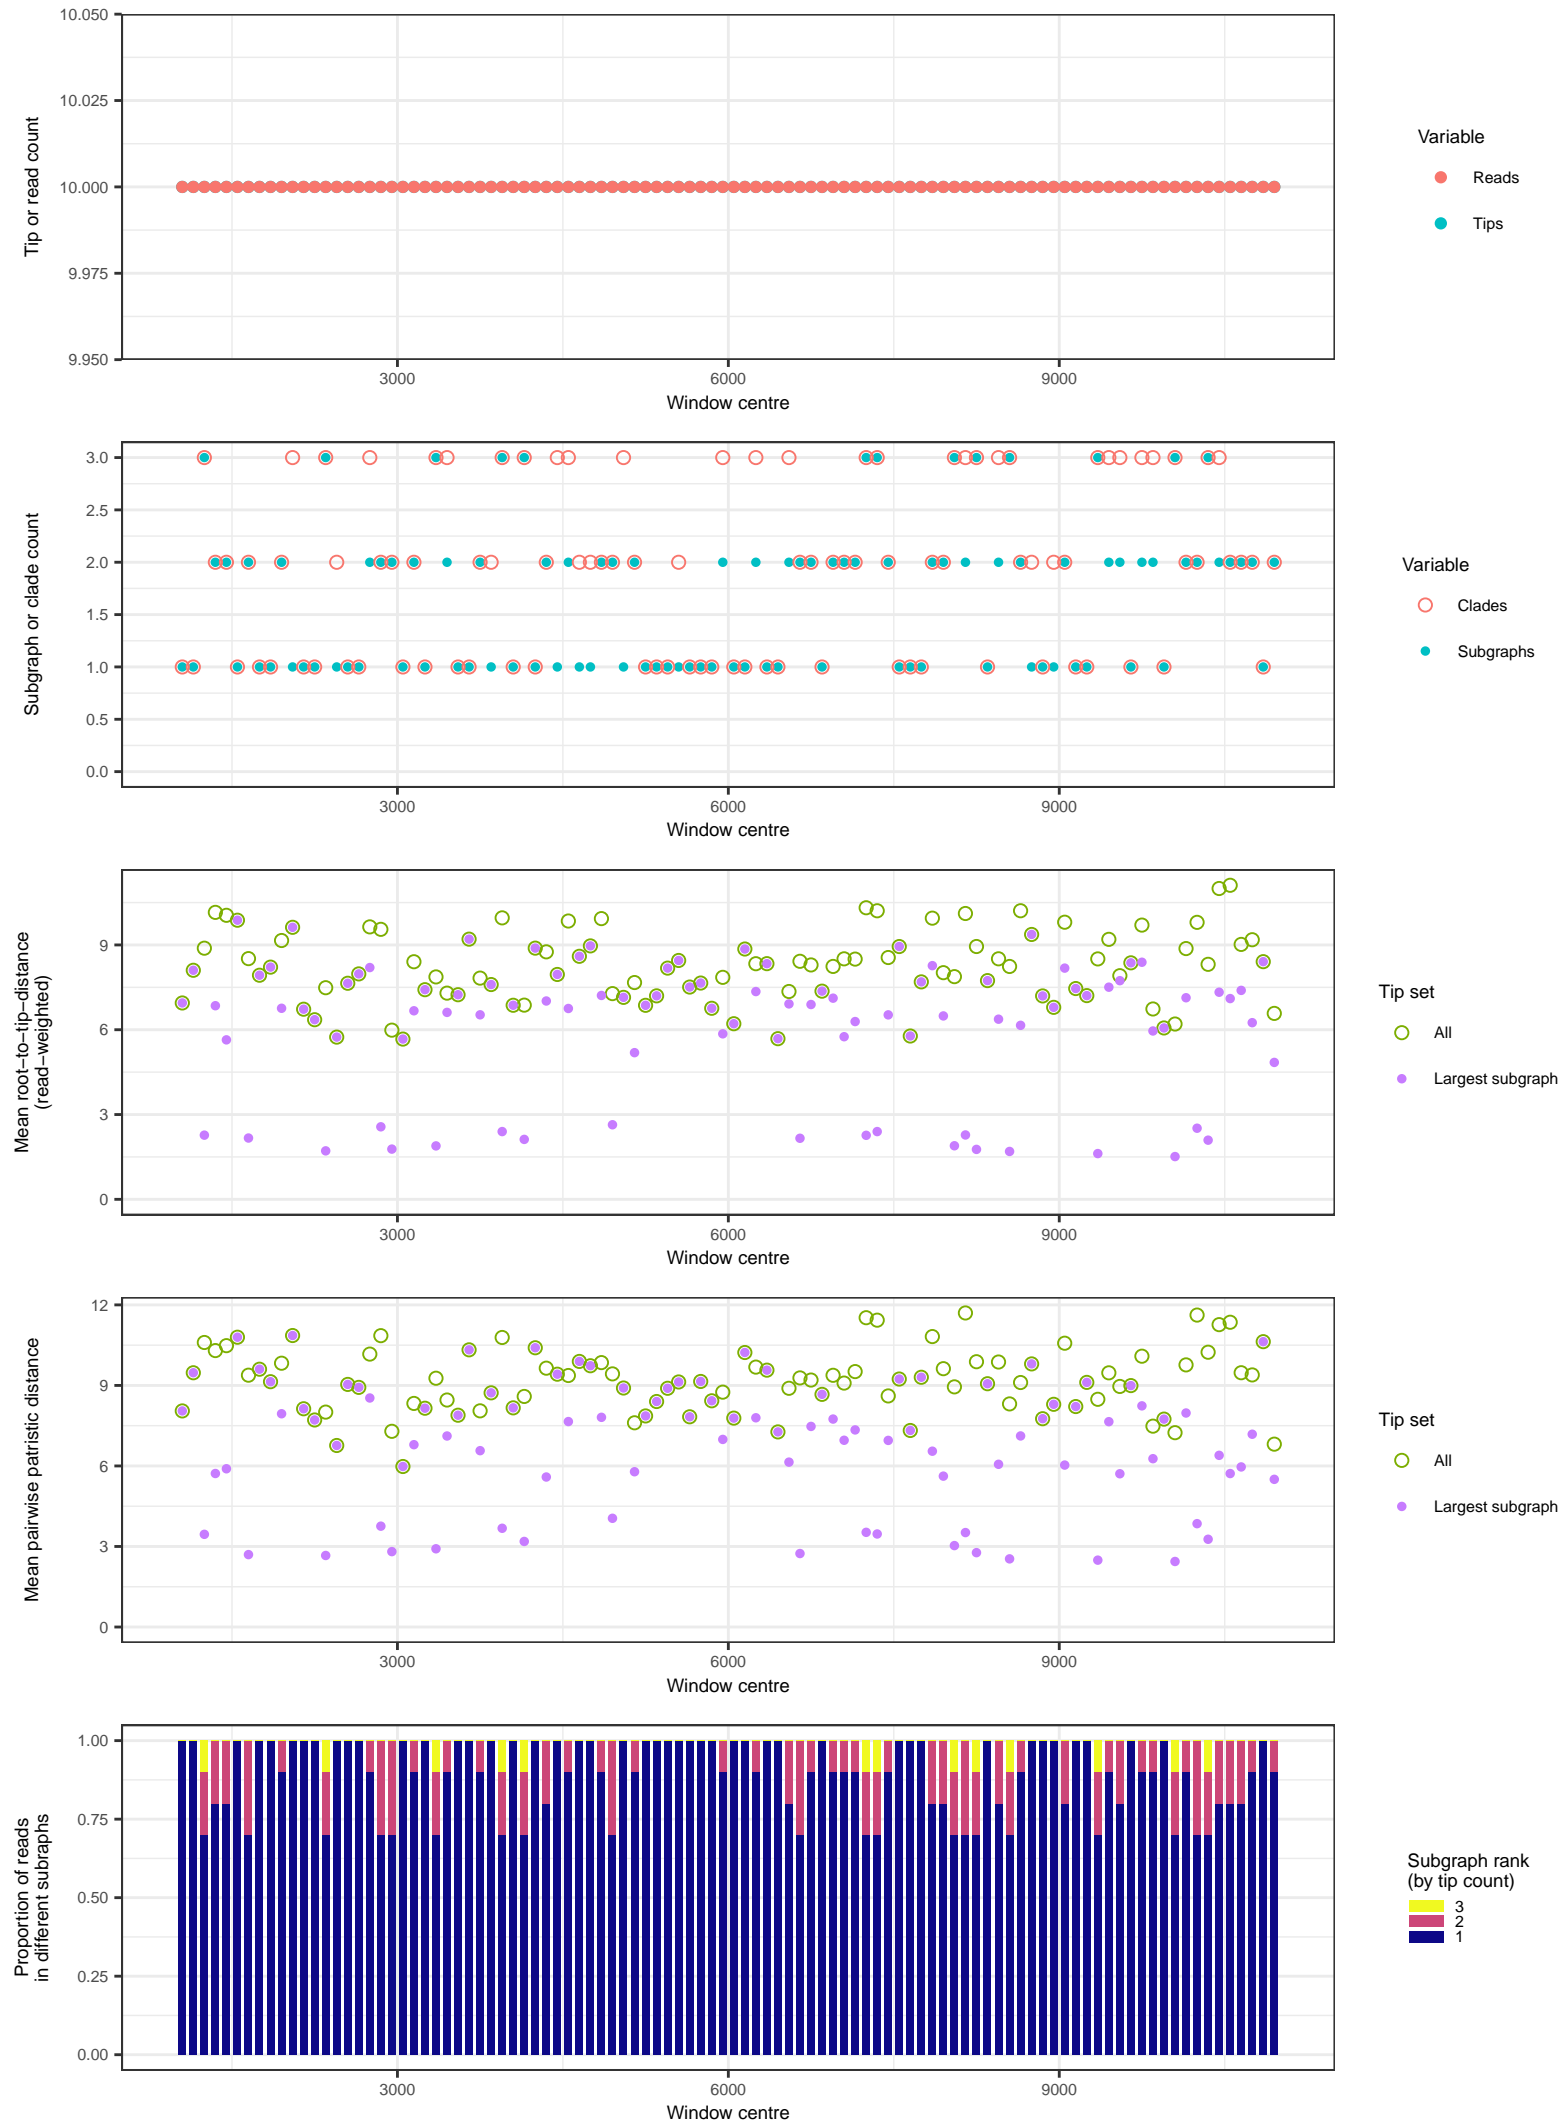 10.050
10.025
10.000
9.975
9.950
Tip or read count
3000 6000 9000
Window centre
Variable
Reads
Tips
3.0
2.5
2.0
1.5
1.0
0.5
0.0
Subgraph or clade count
3000 6000 9000
Window centre
Variable
Clades
Subgraphs
9
6
3
0
Mean root−to−tip−distance
(read−weighted)
3000 6000 9000
Window centre
Tip set
All
Largest subgraph
12
9
6
3
0
Mean pairwise patristic distance
3000 6000 9000
Window centre
Tip set
All
Largest subgraph
1.00
0.75
0.50
0.25
0.00
Proportion of reads
in different subraphs
3000 6000 9000
Window centre
Subgraph rank
(by tip count)
3
2
1